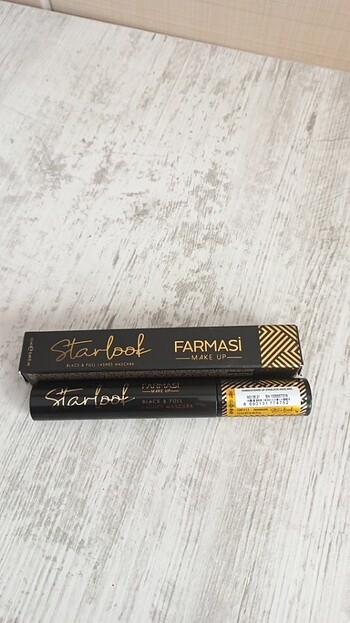 Starlook
BLACK & FULL LASHES MASCARA
FARMASİ
MAKE UP
Starlook
FARMASİ
MAKE UP
BLACK & FULL
LASHES MASCARA